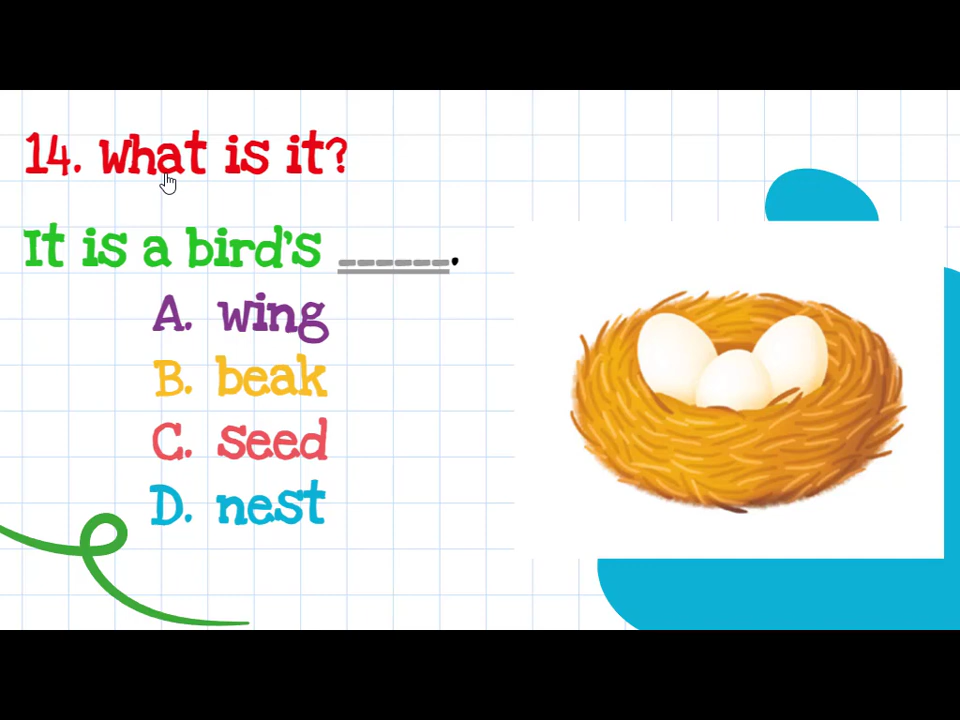 14. What is it?
It is a bird's ______.
A. wing
B. beak
C. seed
D. nest